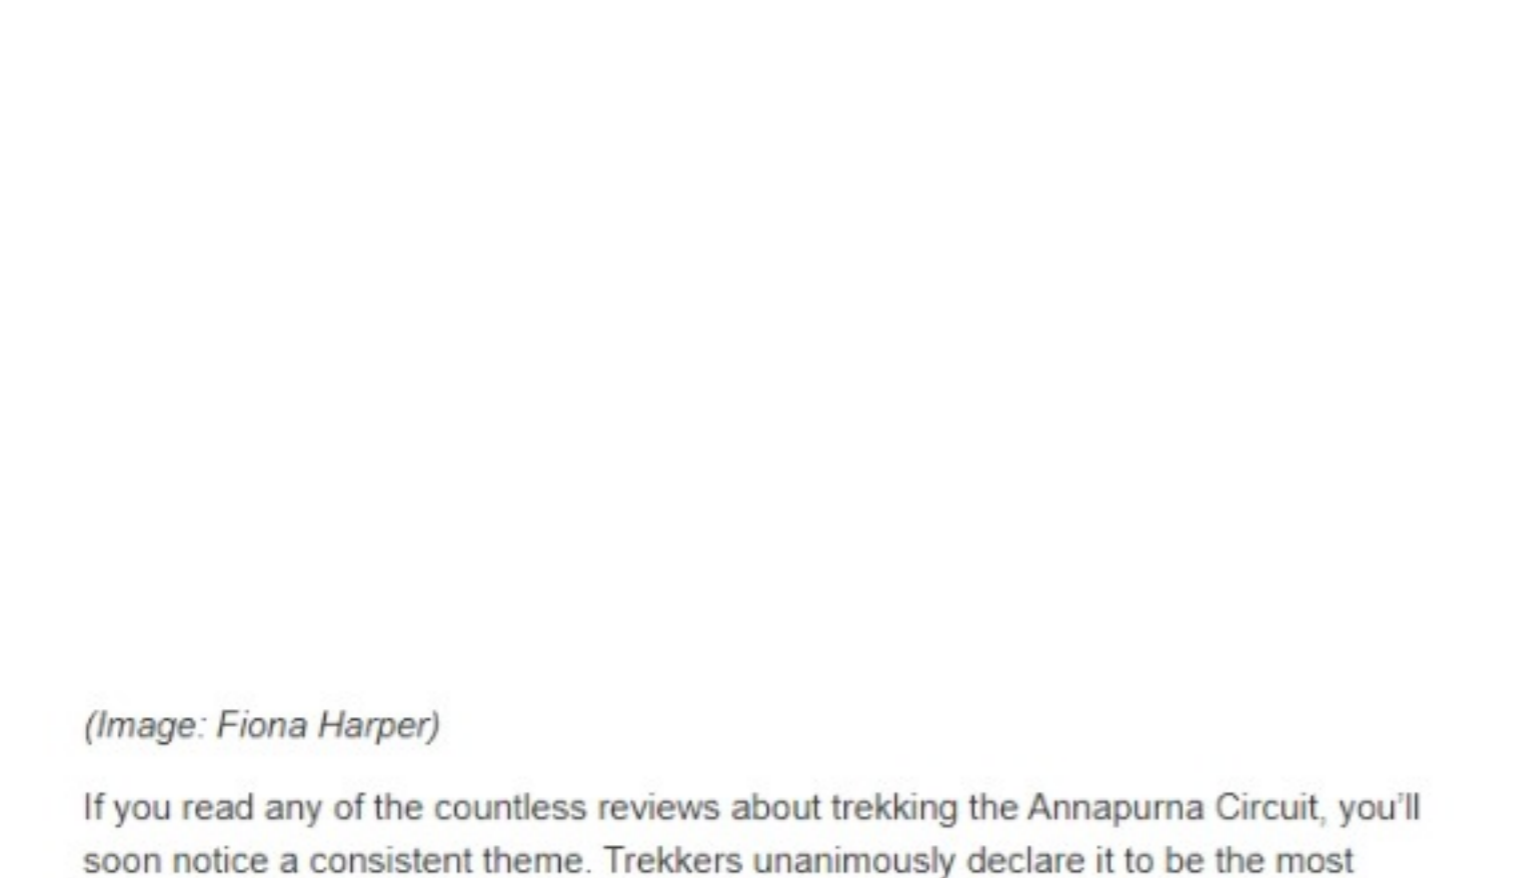 (Image: Fiona Harper)
If you read any of the countless reviews about trekking the Annapurna Circuit, you’ll
soon notice a consistent theme. Trekkers unanimously declare it to be the most